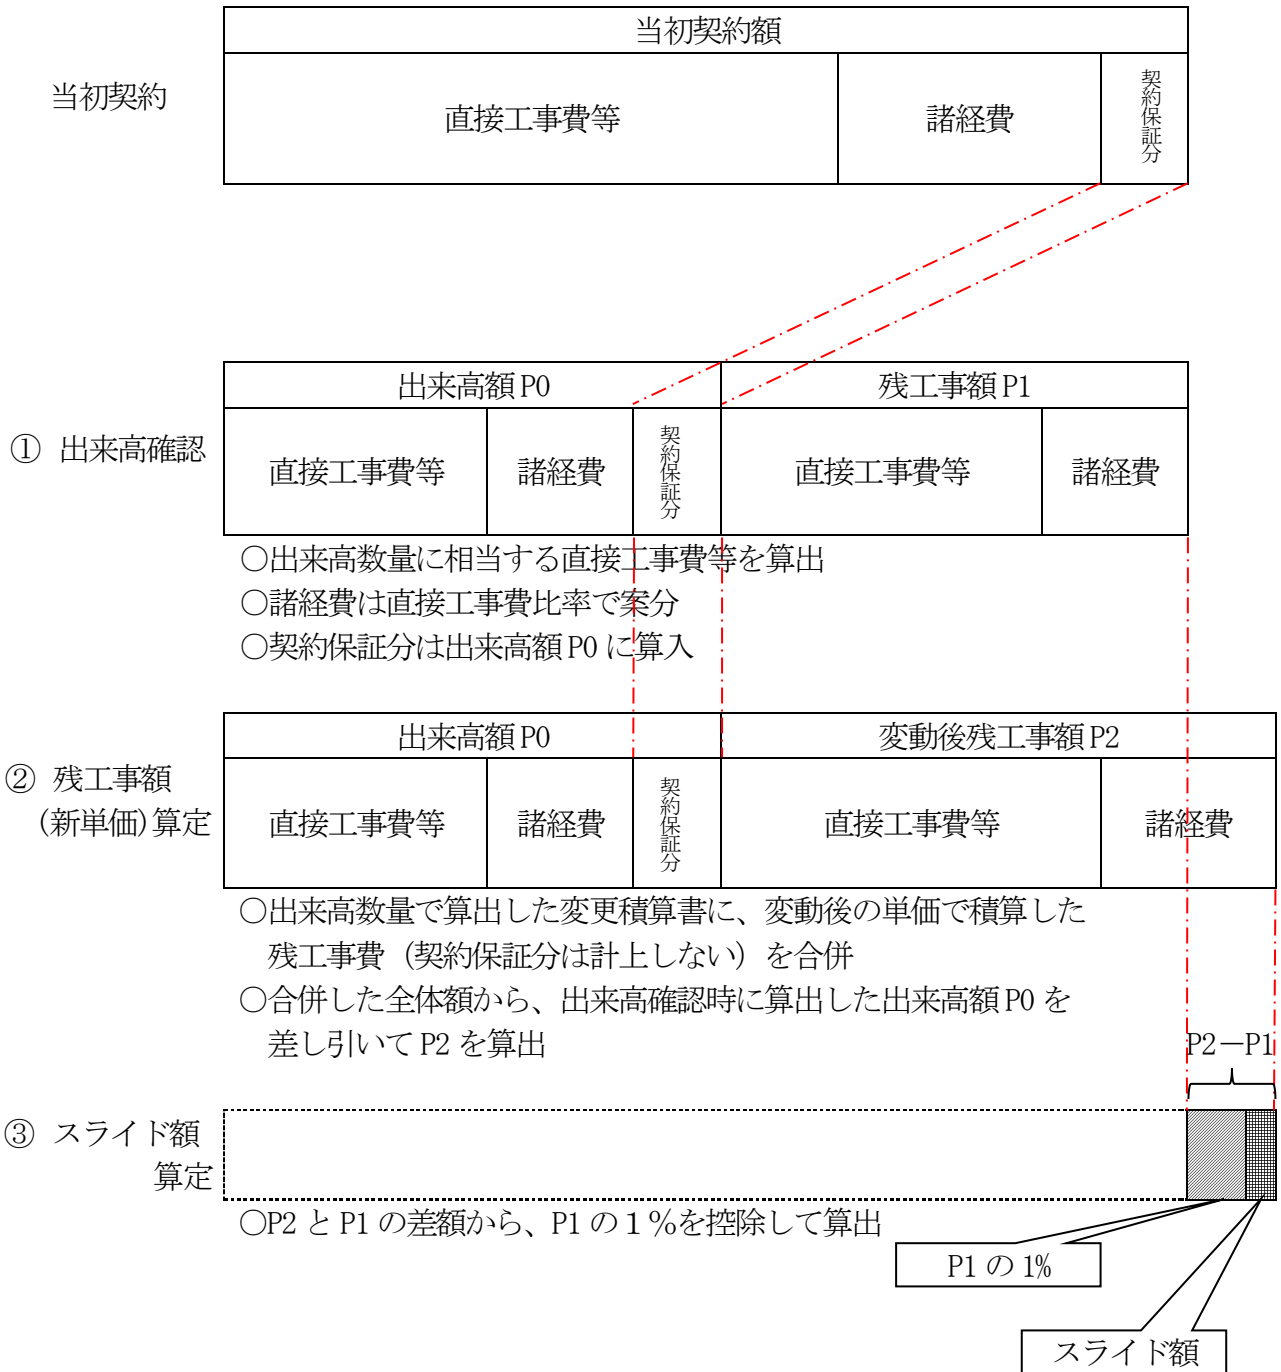 当初契約額
当初契約
直接工事費等
諸経費
契約保証分
出来高額P0
残工事額P1
① 出来高確認
直接工事費等
諸経費
契約保証分
直接工事費等
諸経費
○出来高数量に相当する直接工事費等を算出
○諸経費は直接工事費比率で案分
○契約保証分は出来高額P0に算入
出来高額P0
変動後残工事額P2
② 残工事額
(新単価)算定
直接工事費等
諸経費
契約保証分
直接工事費等
諸経費
○出来高数量で算出した変更積算書に、変動後の単価で積算した
残工事費（契約保証分は計上しない）を合併
○合併した全体額から、出来高確認時に算出した出来高額P0を
差し引いてP2を算出
P2－P1
③ スライド額
算定
○P2とP1の差額から、P1の１％を控除して算出
P1の1%
スライド額